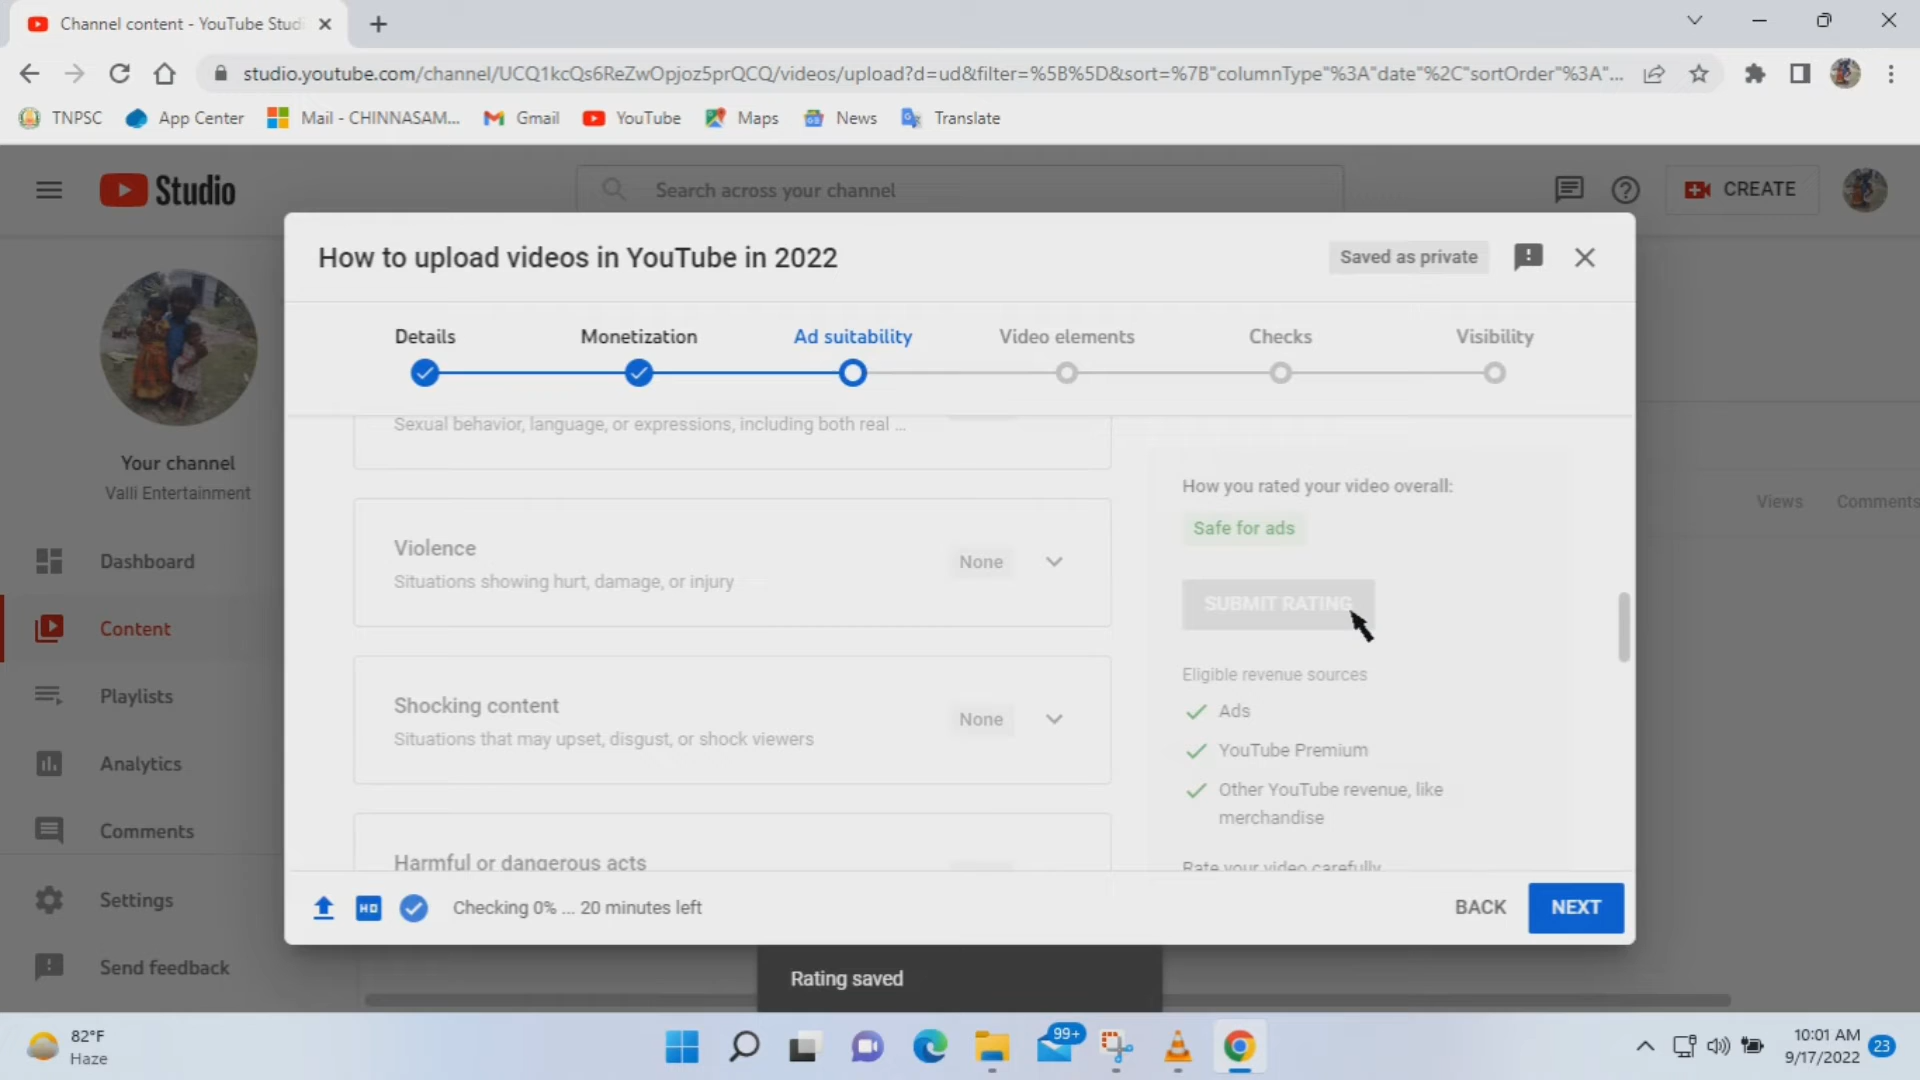 Channel content - YouTube Studi
studio.youtube.com/channel/UCQ1kcQs6ReZwOpjoz5prQCQ/videos/upload?d=ud&filter=%5B%5D&sort=%7B"columnType"%3A"date"%2C"sortOrder"%3A"...
TNPSC App Center Mail - CHINNASAM... Gmail YouTube Maps News Translate
Studio
Search across your channel
CREATE
How to upload videos in YouTube in 2022
Saved as private
Details Monetization Ad suitability Video elements Checks Visibility
Your channel
Valli Entertainment
Dashboard
Content
Playlists
Analytics
Comments
Settings
Send feedback
Views Comments
Sexual behavior, language, or expressions, including both real ...
Violence
Situations showing hurt, damage, or injury
None
Shocking content
Situations that may upset, disgust, or shock viewers
None
Harmful or dangerous acts
How you rated your video overall:
Safe for ads
SUBMIT RATING
Eligible revenue sources
Ads
YouTube Premium
Other YouTube revenue, like
merchandise
Rate your video carefully
HD
Checking 0% ... 20 minutes left
BACK NEXT
Rating saved
82°F
Haze
99+
10:01 AM
9/17/2022
23